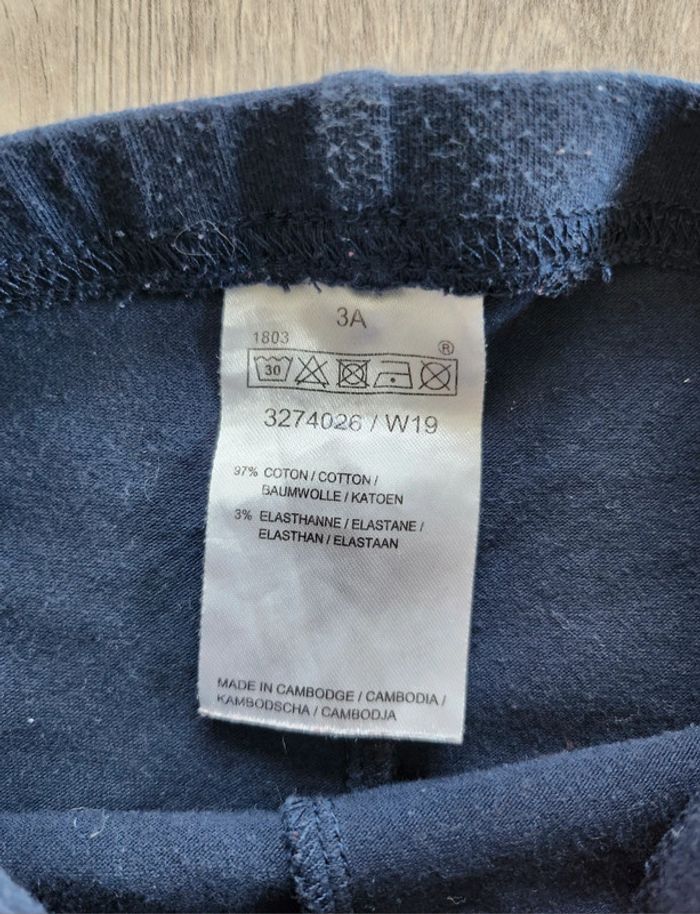 3A
1803
®
30
3274026 / W19
97% COTON / COTTON /
BAUMWOLLE / KATOEN
3% ELASTHANNE / ELASTANE /
ELASTHAN / ELASTAAN
MADE IN CAMBODGE / CAMBODIA /
KAMBODSCHA / CAMBODJA